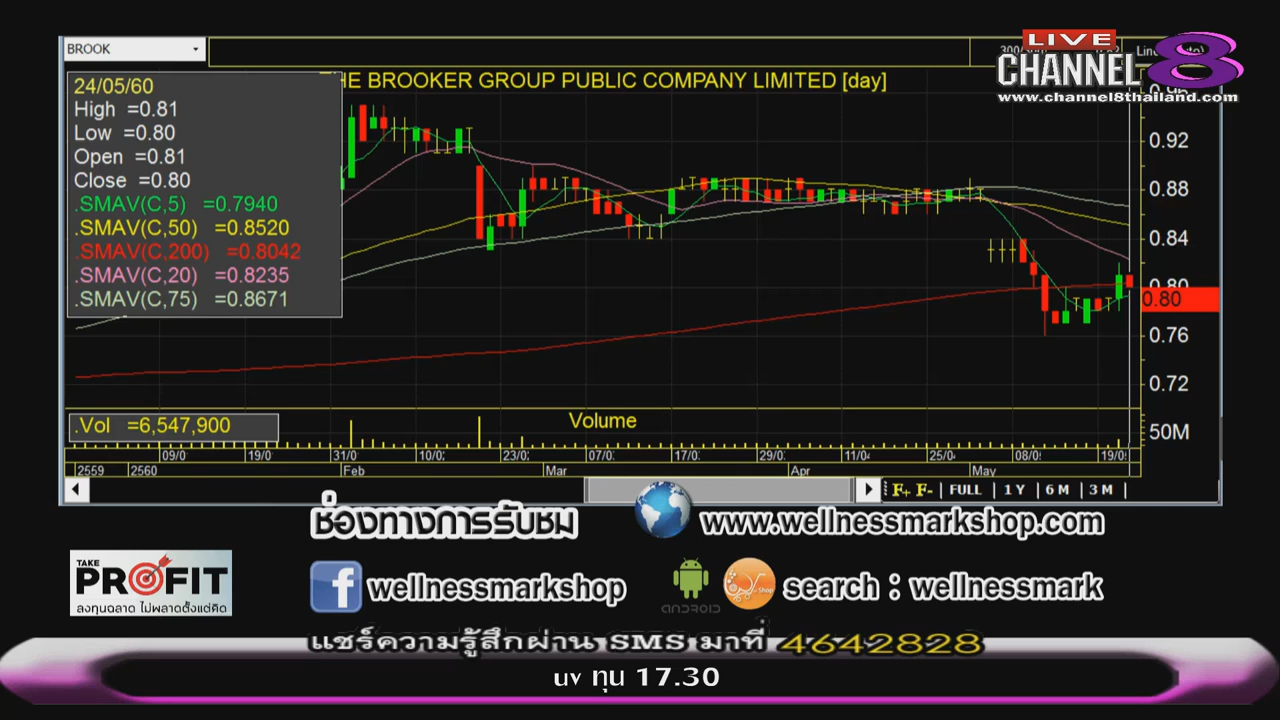 BROOK
LIVE
CHANNEL 8
www.channel8thailand.com
THE BROOKER GROUP PUBLIC COMPANY LIMITED [day]
24/05/60
High =0.81
Low =0.80
Open =0.81
Close =0.80
.SMAV(C,5) =0.7940
.SMAV(C,50) =0.8520
.SMAV(C,200) =0.8042
.SMAV(C,20) =0.8235
.SMAV(C,75) =0.8671
0.96
0.92
0.88
0.84
0.80
0.80
0.76
0.72
.Vol =6,547,900
Volume
50M
09/0 19/0 31/0 10/0 23/0 07/0 17/0 29/0 11/0 25/0 08/0 19/0
2559 2560 Feb Mar Apr May
F+ F- FULL 1 Y 6 M 3 M
ช่องทางการรับชม
www.wellnessmarkshop.com
TAKE
PROFIT
ลงทุนฉลาด ไม่พลาดตั้งแต่คิด
f wellnessmarkshop
ANDROID
Shop
search : wellnessmark
แชร์ความรู้สึกผ่าน SMS มาที่ 4642828
uv ทุน 17.30